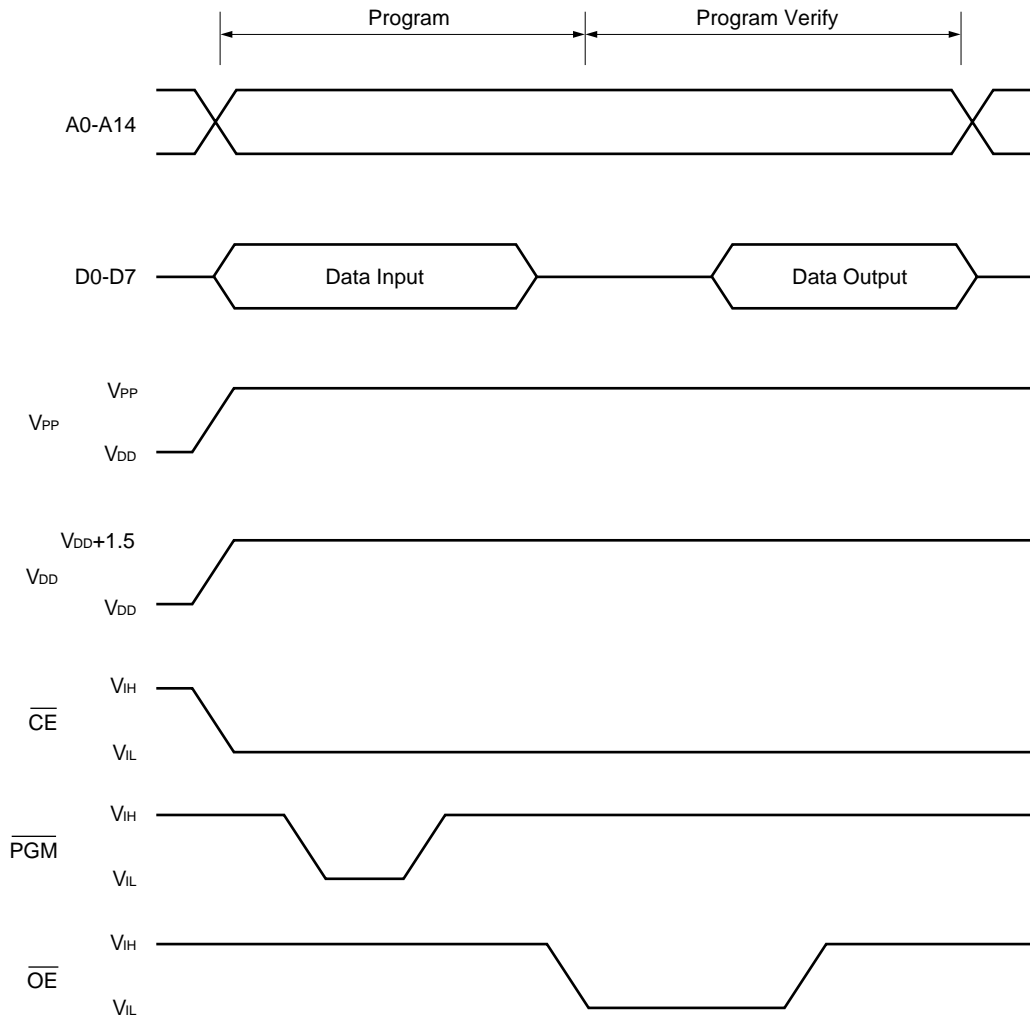 Program Program Verify
A0-A14
D0-D7 Data Input Data Output
VPP
VPP
VDD
VDD+1.5
VDD
VDD
VIH
CE
VIL
VIH
PGM
VIL
VIH
OE
VIL